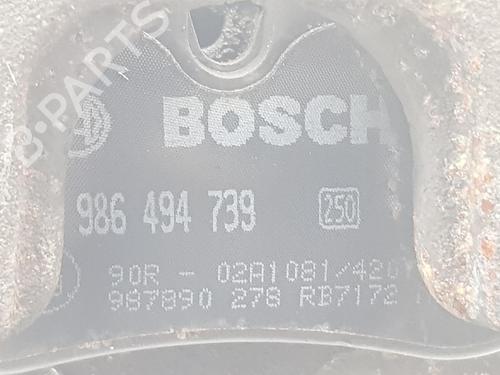 B-PARTS
BOSCH
986 494 739
250
90R - 02A1081/420
987890 278 RB7172